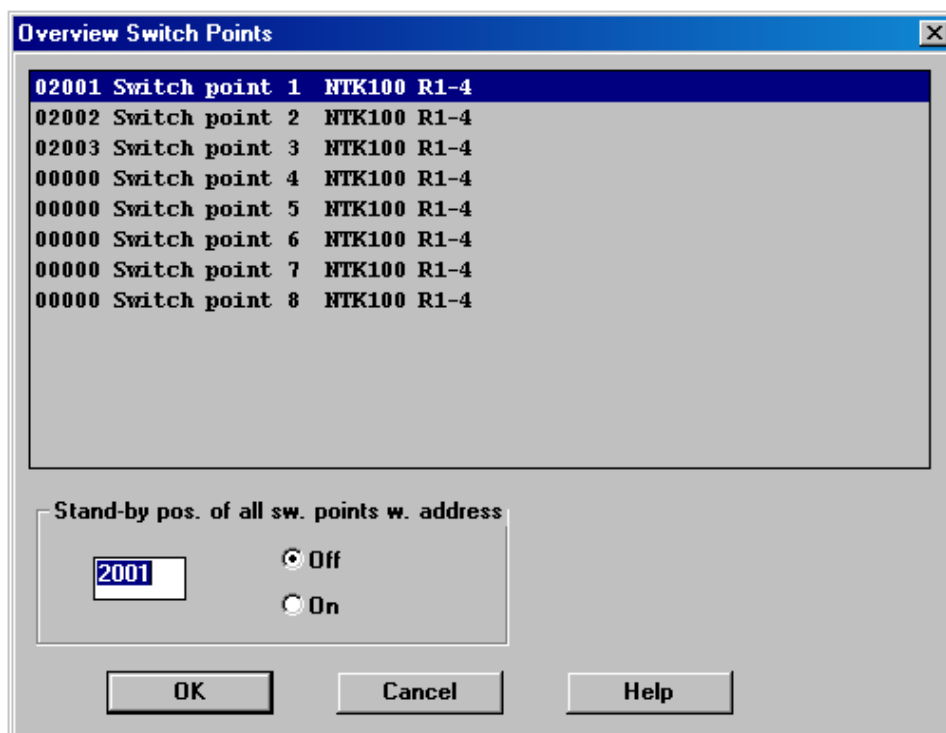 Overview Switch Points
02001 Switch point 1 NTK100 R1-4
02002 Switch point 2 NTK100 R1-4
02003 Switch point 3 NTK100 R1-4
00000 Switch point 4 NTK100 R1-4
00000 Switch point 5 NTK100 R1-4
00000 Switch point 6 NTK100 R1-4
00000 Switch point 7 NTK100 R1-4
00000 Switch point 8 NTK100 R1-4
Stand-by pos. of all sw. points w. address
2001
Off
On
OK Cancel Help